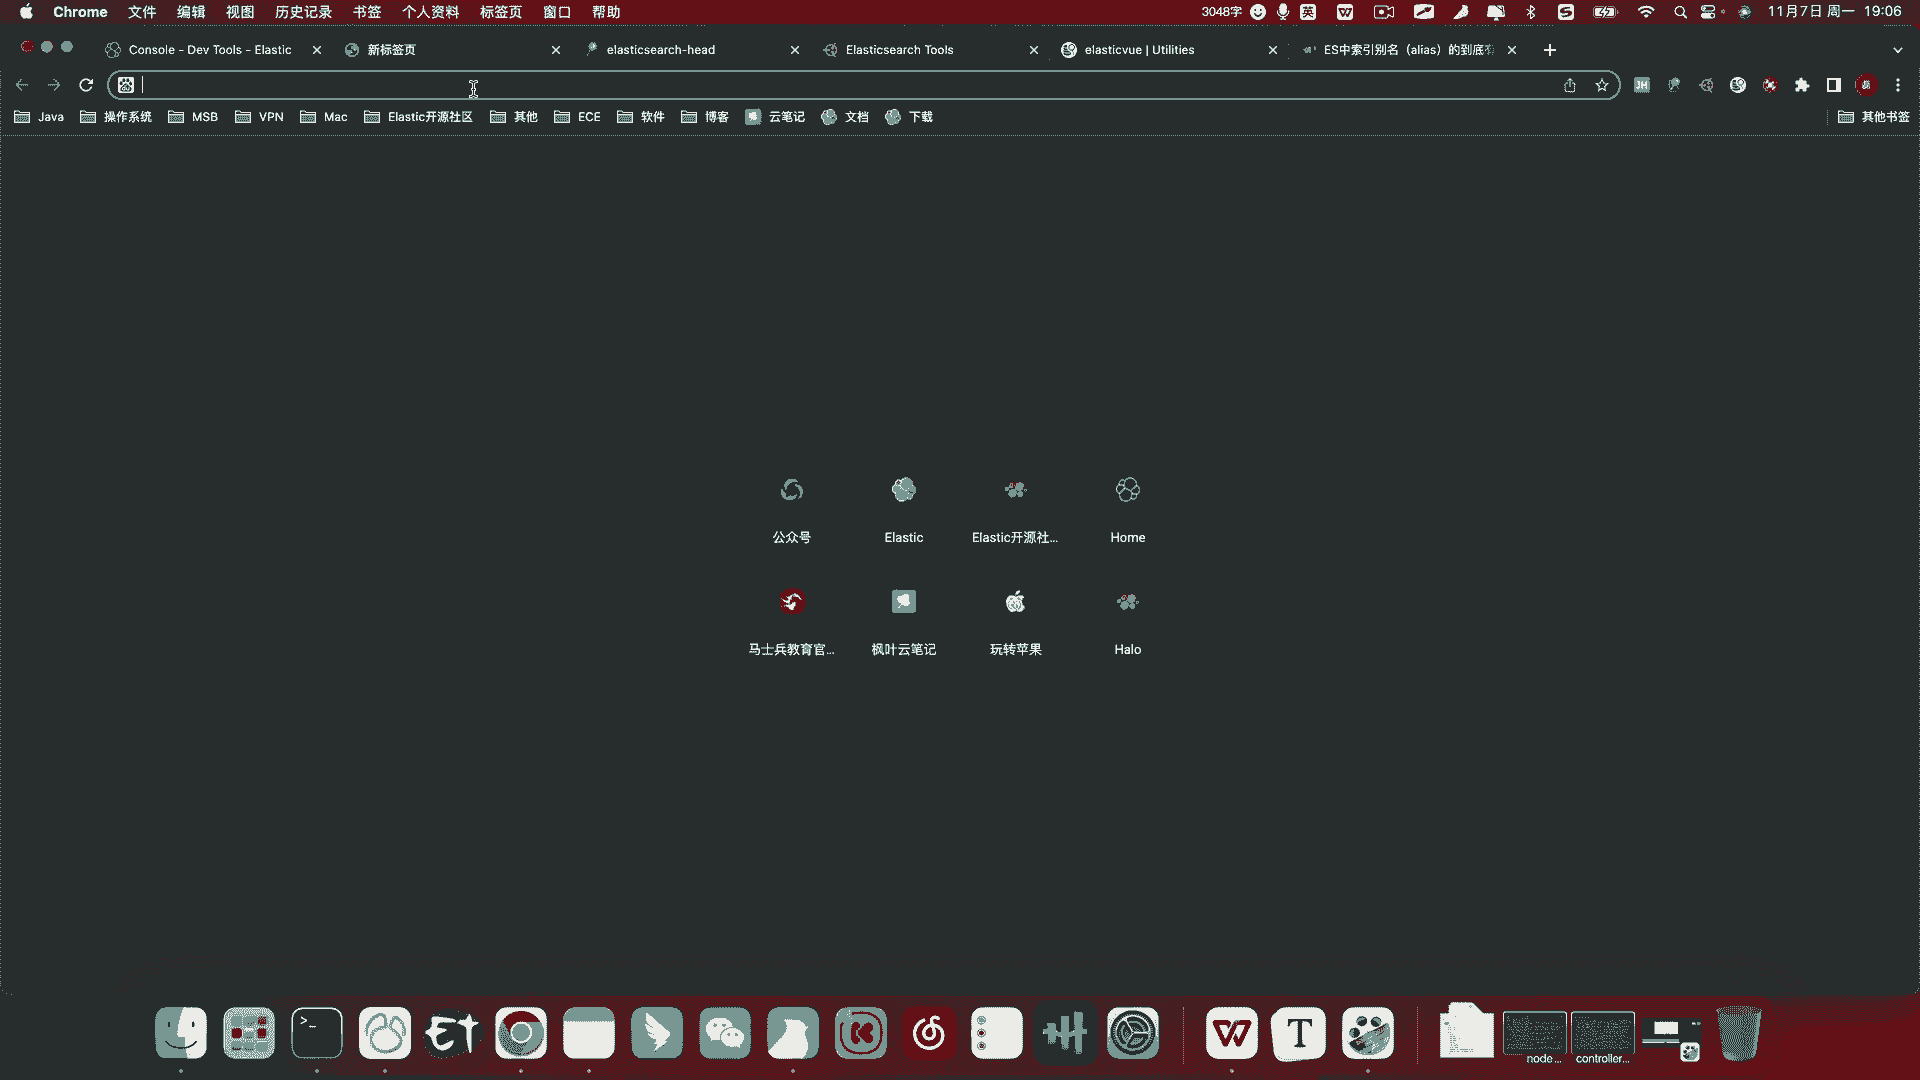 Chrome 文件 编辑 视图 历史记录 书签 个人资料 标签页 窗口 帮助 3048字 英 11月7日 周一 19:06
Console - Dev Tools - Elastic 新标签页 elasticsearch-head Elasticsearch Tools elasticvue | Utilities ES中索引别名（alias）的到底有
Java 操作系统 MSB VPN Mac Elastic开源社区 其他 ECE 软件 博客 云笔记 文档 下载 其他书签
公众号 Elastic Elastic开源社... Home
马士兵教育官... 枫叶云笔记 玩转苹果 Halo
node... controller...